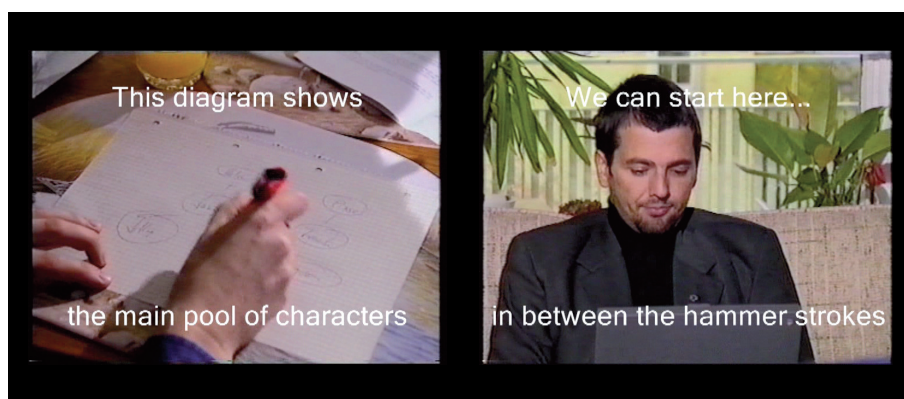 This diagram shows
the main pool of characters
We can start here...
in between the hammer strokes